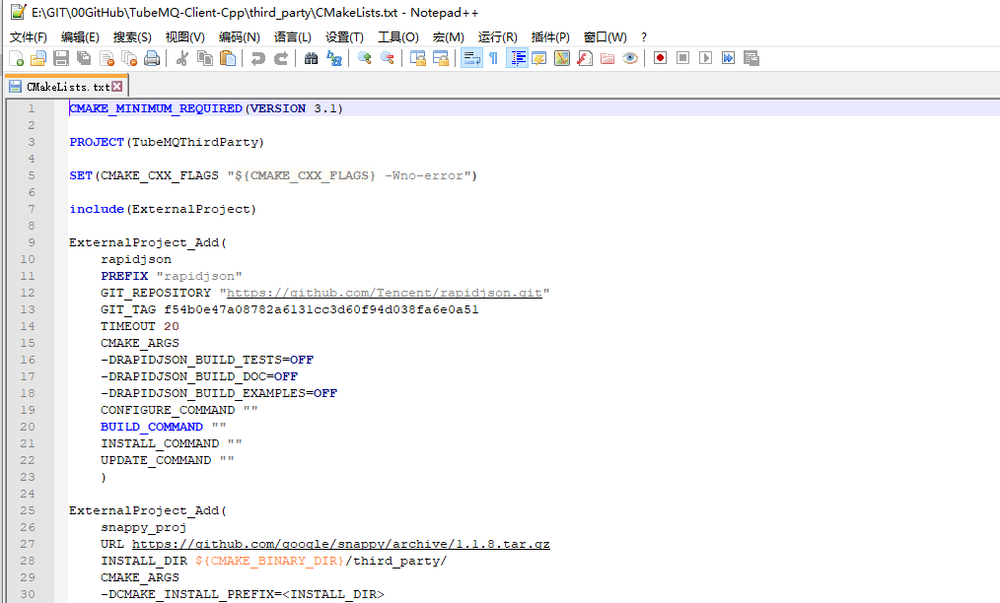 E:\GIT\00GitHub\TubeMQ-Client-Cpp\third_party\CMakeLists.txt - Notepad++
文件(F) 编辑(E) 搜索(S) 视图(V) 编码(N) 语言(L) 设置(T) 工具(O) 宏(M) 运行(R) 插件(P) 窗口(W) ?
CMakeLists.txt
1 CMAKE_MINIMUM_REQUIRED(VERSION 3.1)
2
3 PROJECT(TubeMQThirdParty)
4
5 SET(CMAKE_CXX_FLAGS "${CMAKE_CXX_FLAGS} -Wno-error")
6
7 include(ExternalProject)
8
9 ExternalProject_Add(
10 rapidjson
11 PREFIX "rapidjson"
12 GIT_REPOSITORY "https://github.com/Tencent/rapidjson.git"
13 GIT_TAG f54b0e47a08782a6131cc3d60f94d038fa6e0a51
14 TIMEOUT 20
15 CMAKE_ARGS
16 -DRAPIDJSON_BUILD_TESTS=OFF
17 -DRAPIDJSON_BUILD_DOC=OFF
18 -DRAPIDJSON_BUILD_EXAMPLES=OFF
19 CONFIGURE_COMMAND ""
20 BUILD_COMMAND ""
21 INSTALL_COMMAND ""
22 UPDATE_COMMAND ""
23 )
24
25 ExternalProject_Add(
26 snappy_proj
27 URL https://github.com/google/snappy/archive/1.1.8.tar.gz
28 INSTALL_DIR ${CMAKE_BINARY_DIR}/third_party/
29 CMAKE_ARGS
30 -DCMAKE_INSTALL_PREFIX=<INSTALL_DIR>